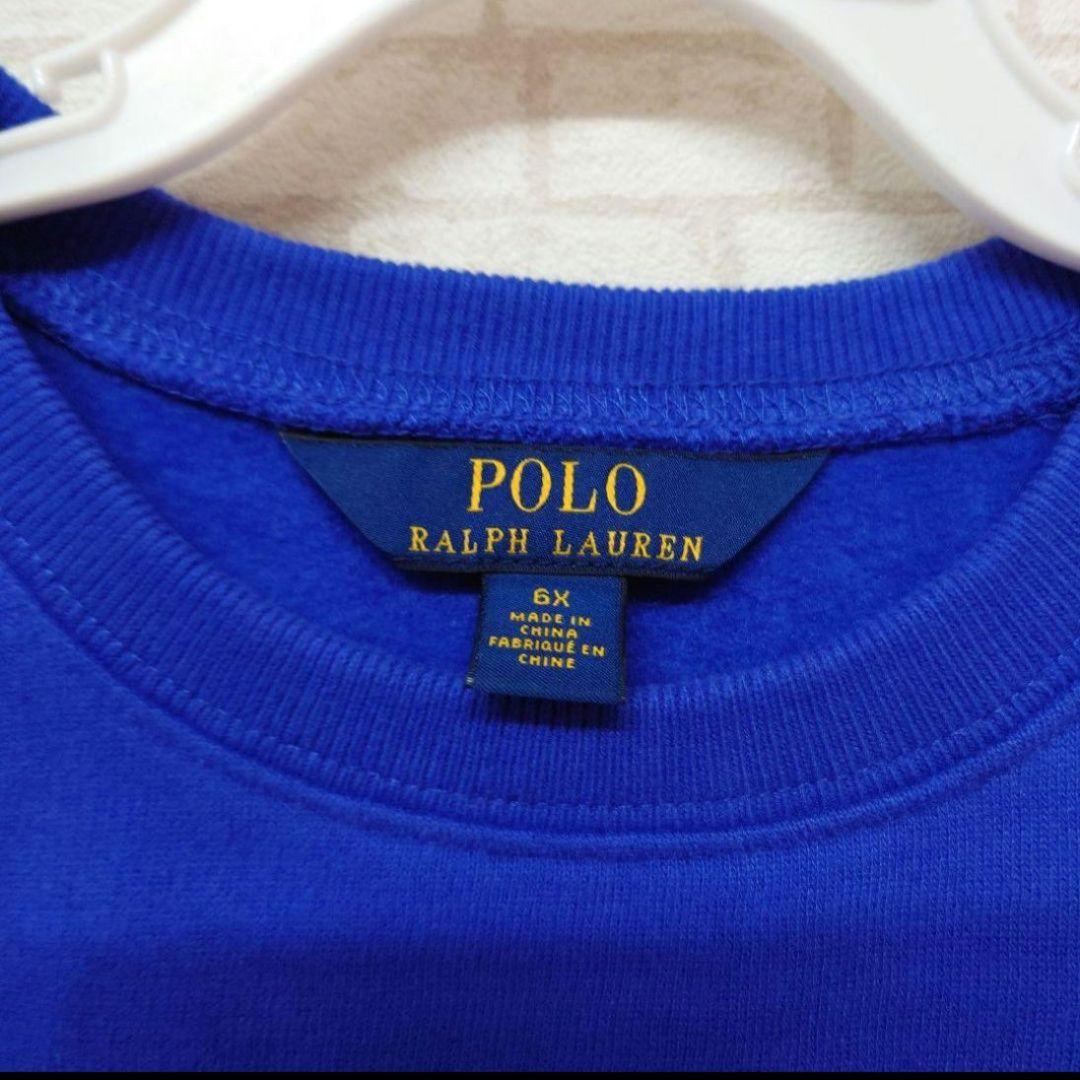 POLO
RALPH LAUREN
6X
MADE IN
CHINA
FABRIQUÉ EN
CHINE